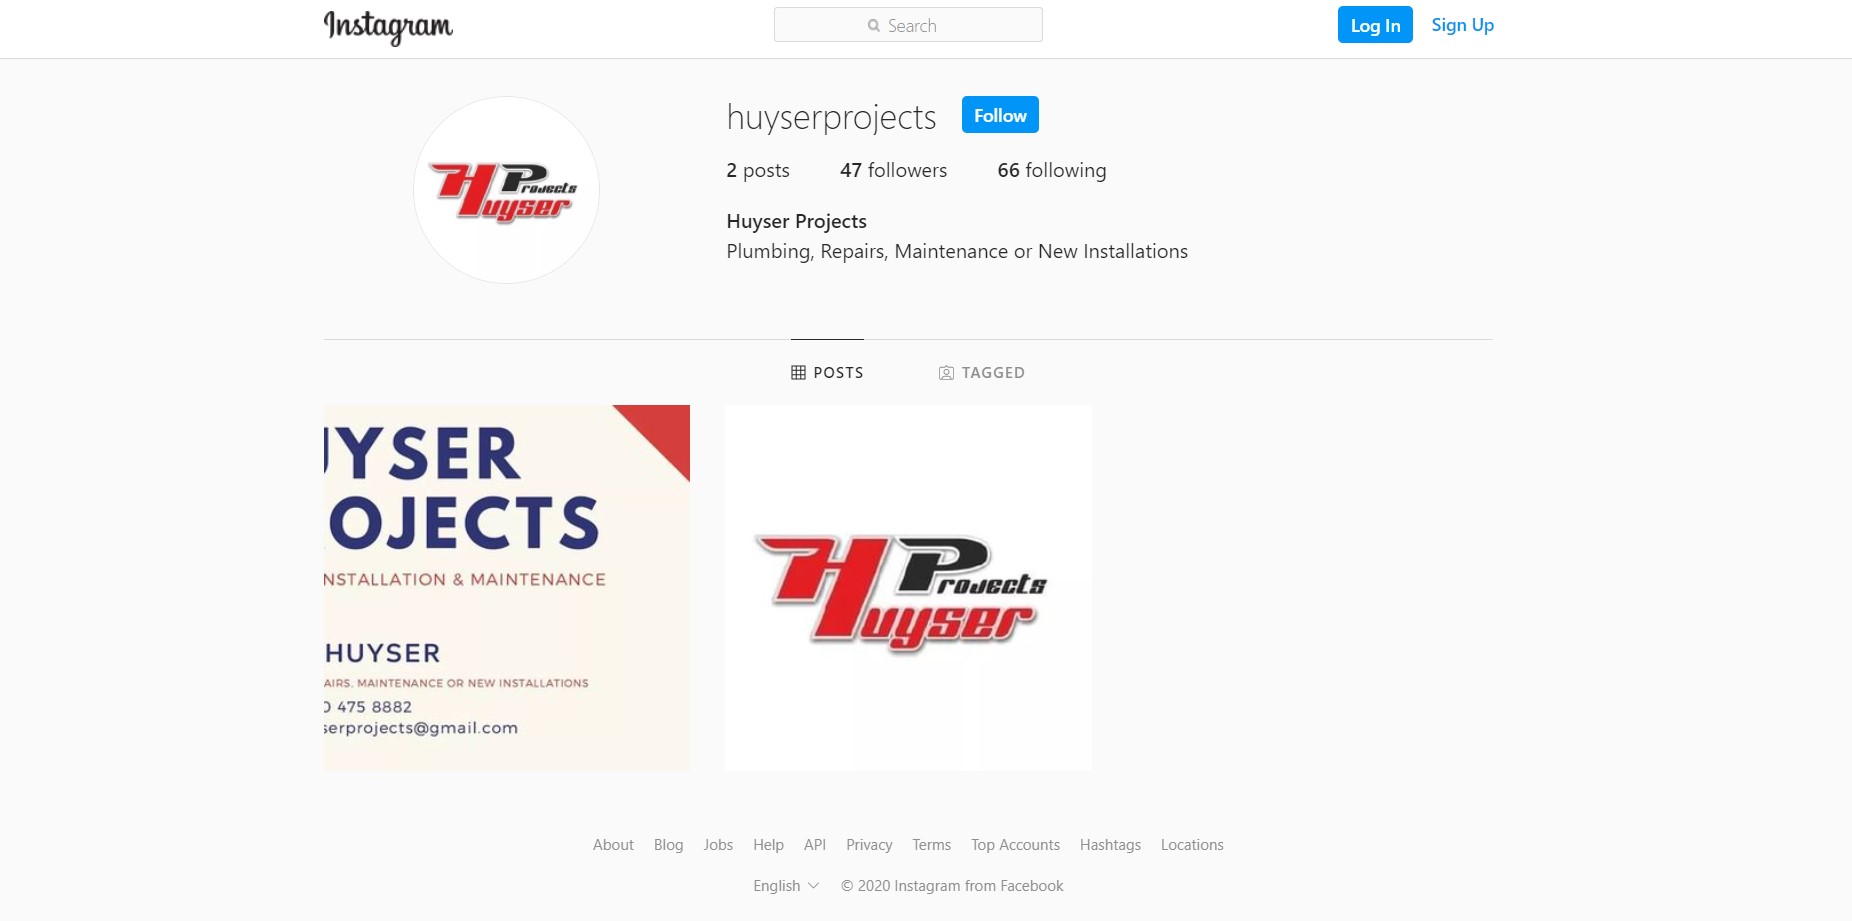 Instagram
Search
Log In
Sign Up
huyserprojects
Follow
2 posts
47 followers
66 following
Huyser Projects
Plumbing, Repairs, Maintenance or New Installations
Huyser Projects
POSTS
TAGGED
UYSER
OJECTS
NSTALLATION & MAINTENANCE
HUYSER
AIRS, MAINTENANCE OR NEW INSTALLATIONS
0 475 8882
serprojects@gmail.com
Huyser Projects
About Blog Jobs Help API Privacy Terms Top Accounts Hashtags Locations
English
© 2020 Instagram from Facebook